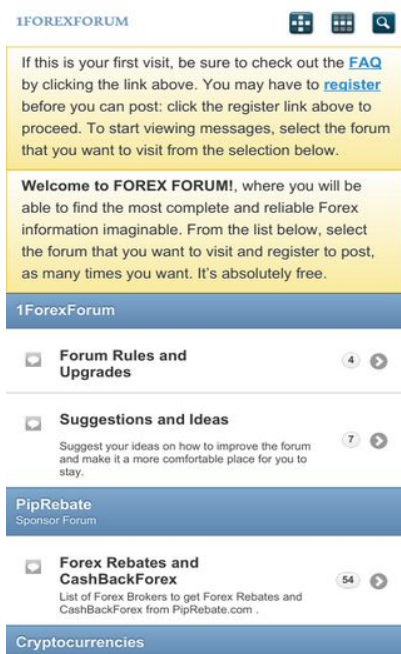 1FOREXFORUM
If this is your first visit, be sure to check out the FAQ
by clicking the link above. You may have to register
before you can post: click the register link above to
proceed. To start viewing messages, select the forum
that you want to visit from the selection below.
Welcome to FOREX FORUM!, where you will be
able to find the most complete and reliable Forex
information imaginable. From the list below, select
the forum that you want to visit and register to post,
as many times you want. It's absolutely free.
1ForexForum
Forum Rules and
Upgrades
4
Suggestions and Ideas
Suggest your ideas on how to improve the forum
and make it a more comfortable place for you to
stay.
7
PipRebate
Sponsor Forum
Forex Rebates and
CashBackForex
List of Forex Brokers to get Forex Rebates and
CashBackForex from PipRebate.com .
54
Cryptocurrencies